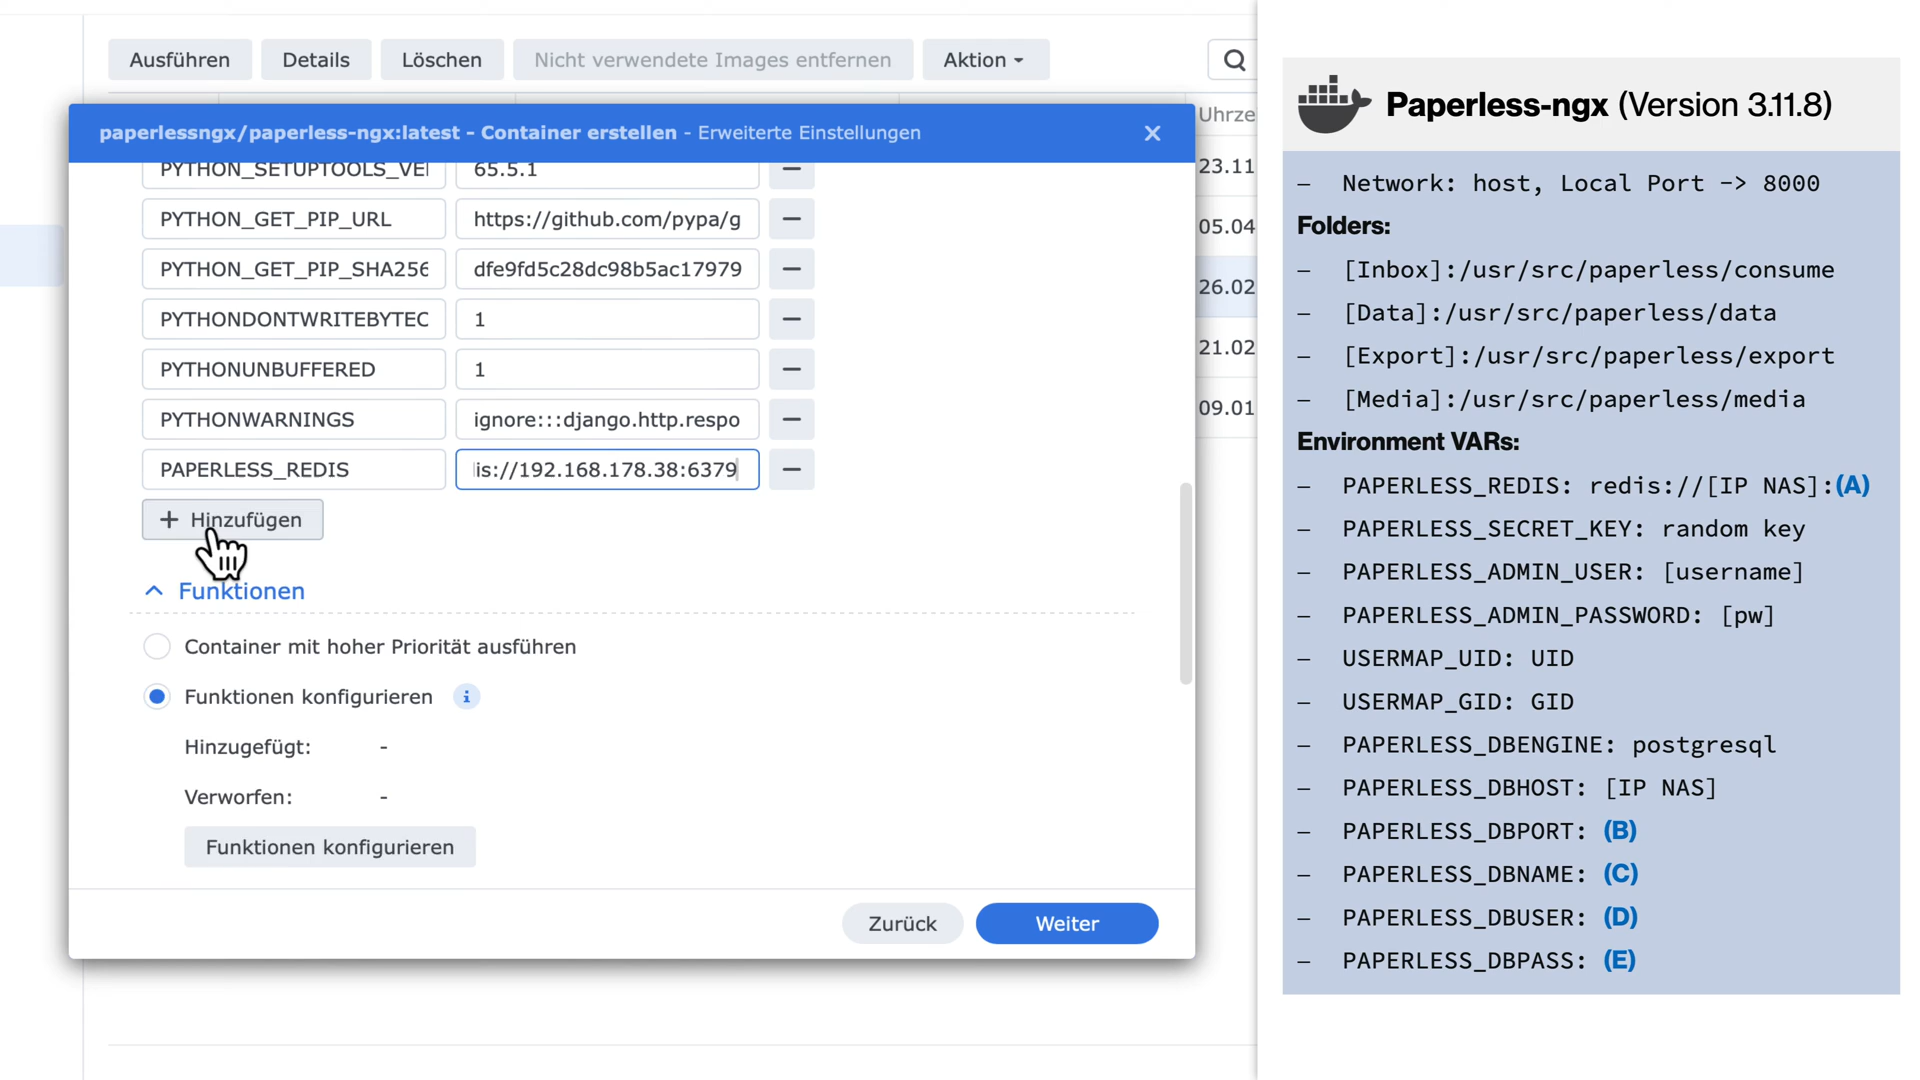 Ausführen
Details
Löschen
Nicht verwendete Images entfernen
Aktion
Uhrze
paperlessngx/paperless-ngx:latest - Container erstellen - Erweiterte Einstellungen
23.11
05.04
26.02
21.02
09.01
PYTHON_SETUPTOOLS_VEI 65.5.1
PYTHON_GET_PIP_URL https://github.com/pypa/g
PYTHON_GET_PIP_SHA256 dfe9fd5c28dc98b5ac17979
PYTHONDONTWRITEBYTEC 1
PYTHONUNBUFFERED 1
PYTHONWARNINGS ignore:::django.http.respo
PAPERLESS_REDIS is://192.168.178.38:6379
+ Hinzufügen
Funktionen
Container mit hoher Priorität ausführen
Funktionen konfigurieren i
Hinzugefügt: -
Verworfen: -
Funktionen konfigurieren
Zurück
Weiter
Paperless-ngx (Version 3.11.8)
– Network: host, Local Port -> 8000
Folders:
– [Inbox]:/usr/src/paperless/consume
– [Data]:/usr/src/paperless/data
– [Export]:/usr/src/paperless/export
– [Media]:/usr/src/paperless/media
Environment VARs:
– PAPERLESS_REDIS: redis://[IP NAS]:(A)
– PAPERLESS_SECRET_KEY: random key
– PAPERLESS_ADMIN_USER: [username]
– PAPERLESS_ADMIN_PASSWORD: [pw]
– USERMAP_UID: UID
– USERMAP_GID: GID
– PAPERLESS_DBENGINE: postgresql
– PAPERLESS_DBHOST: [IP NAS]
– PAPERLESS_DBPORT: (B)
– PAPERLESS_DBNAME: (C)
– PAPERLESS_DBUSER: (D)
– PAPERLESS_DBPASS: (E)